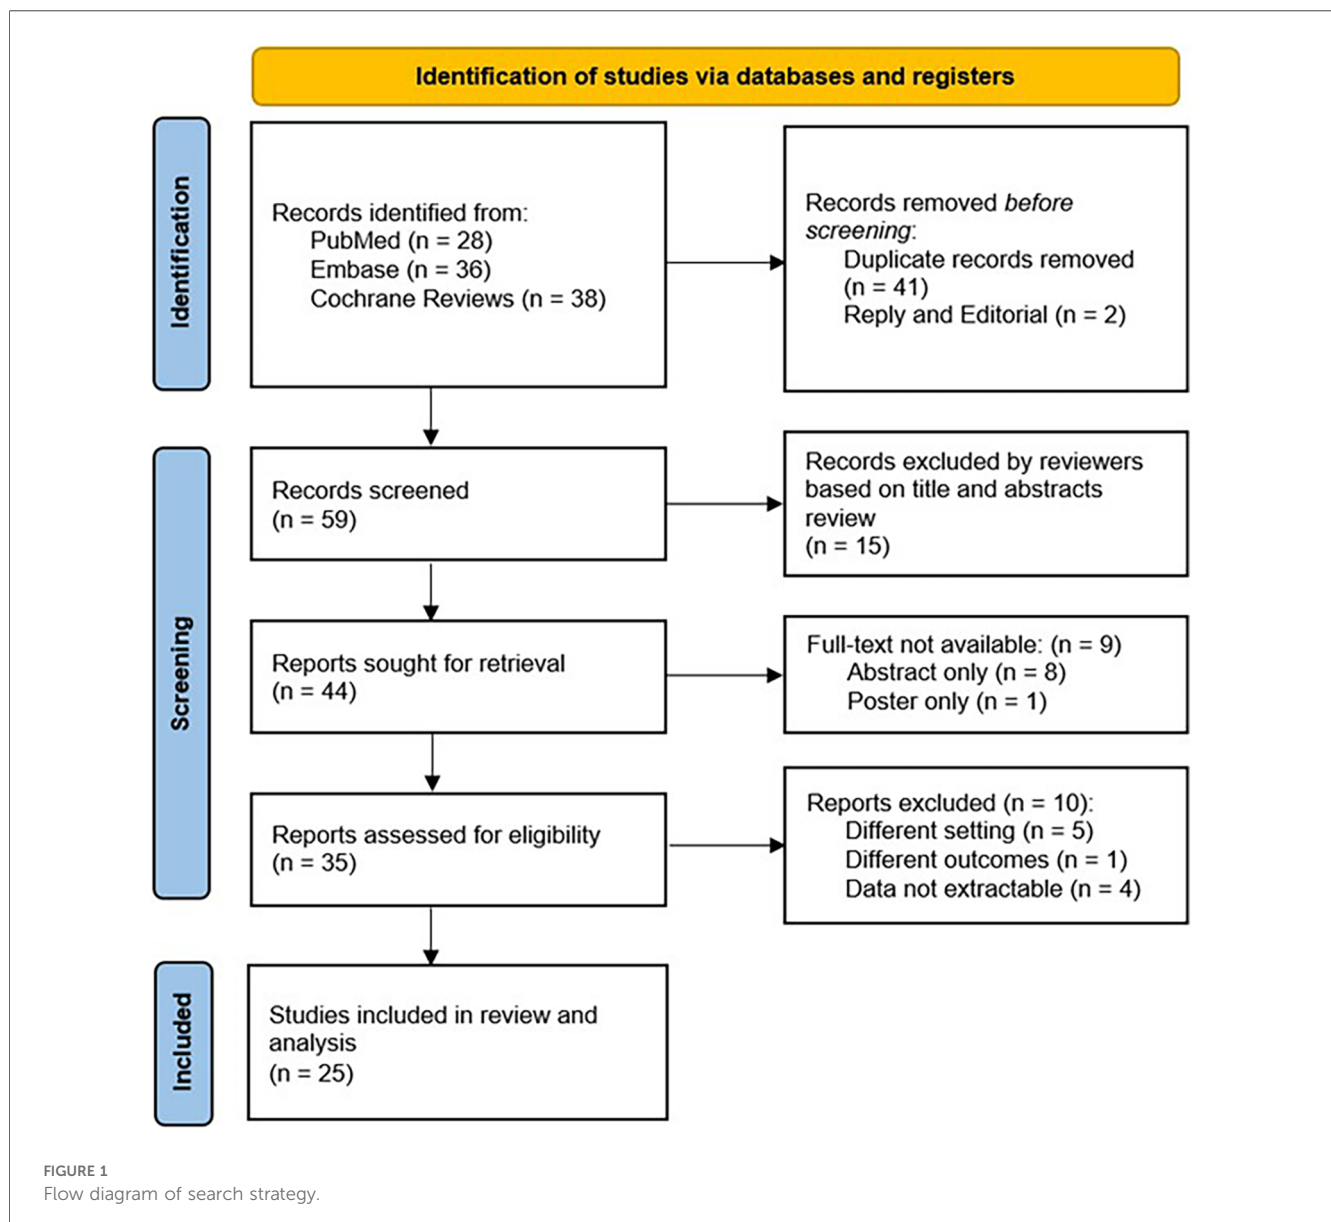 Identification of studies via databases and registers
Identification
Records identified from:
PubMed (n = 28)
Embase (n = 36)
Cochrane Reviews (n = 38)
Records removed before
screening:
Duplicate records removed
(n = 41)
Reply and Editorial (n = 2)
Screening
Records screened
(n = 59)
Records excluded by reviewers
based on title and abstracts
review
(n = 15)
Reports sought for retrieval
(n = 44)
Full-text not available: (n = 9)
Abstract only (n = 8)
Poster only (n = 1)
Reports assessed for eligibility
(n = 35)
Reports excluded (n = 10):
Different setting (n = 5)
Different outcomes (n = 1)
Data not extractable (n = 4)
Included
Studies included in review and
analysis
(n = 25)
FIGURE 1
Flow diagram of search strategy.